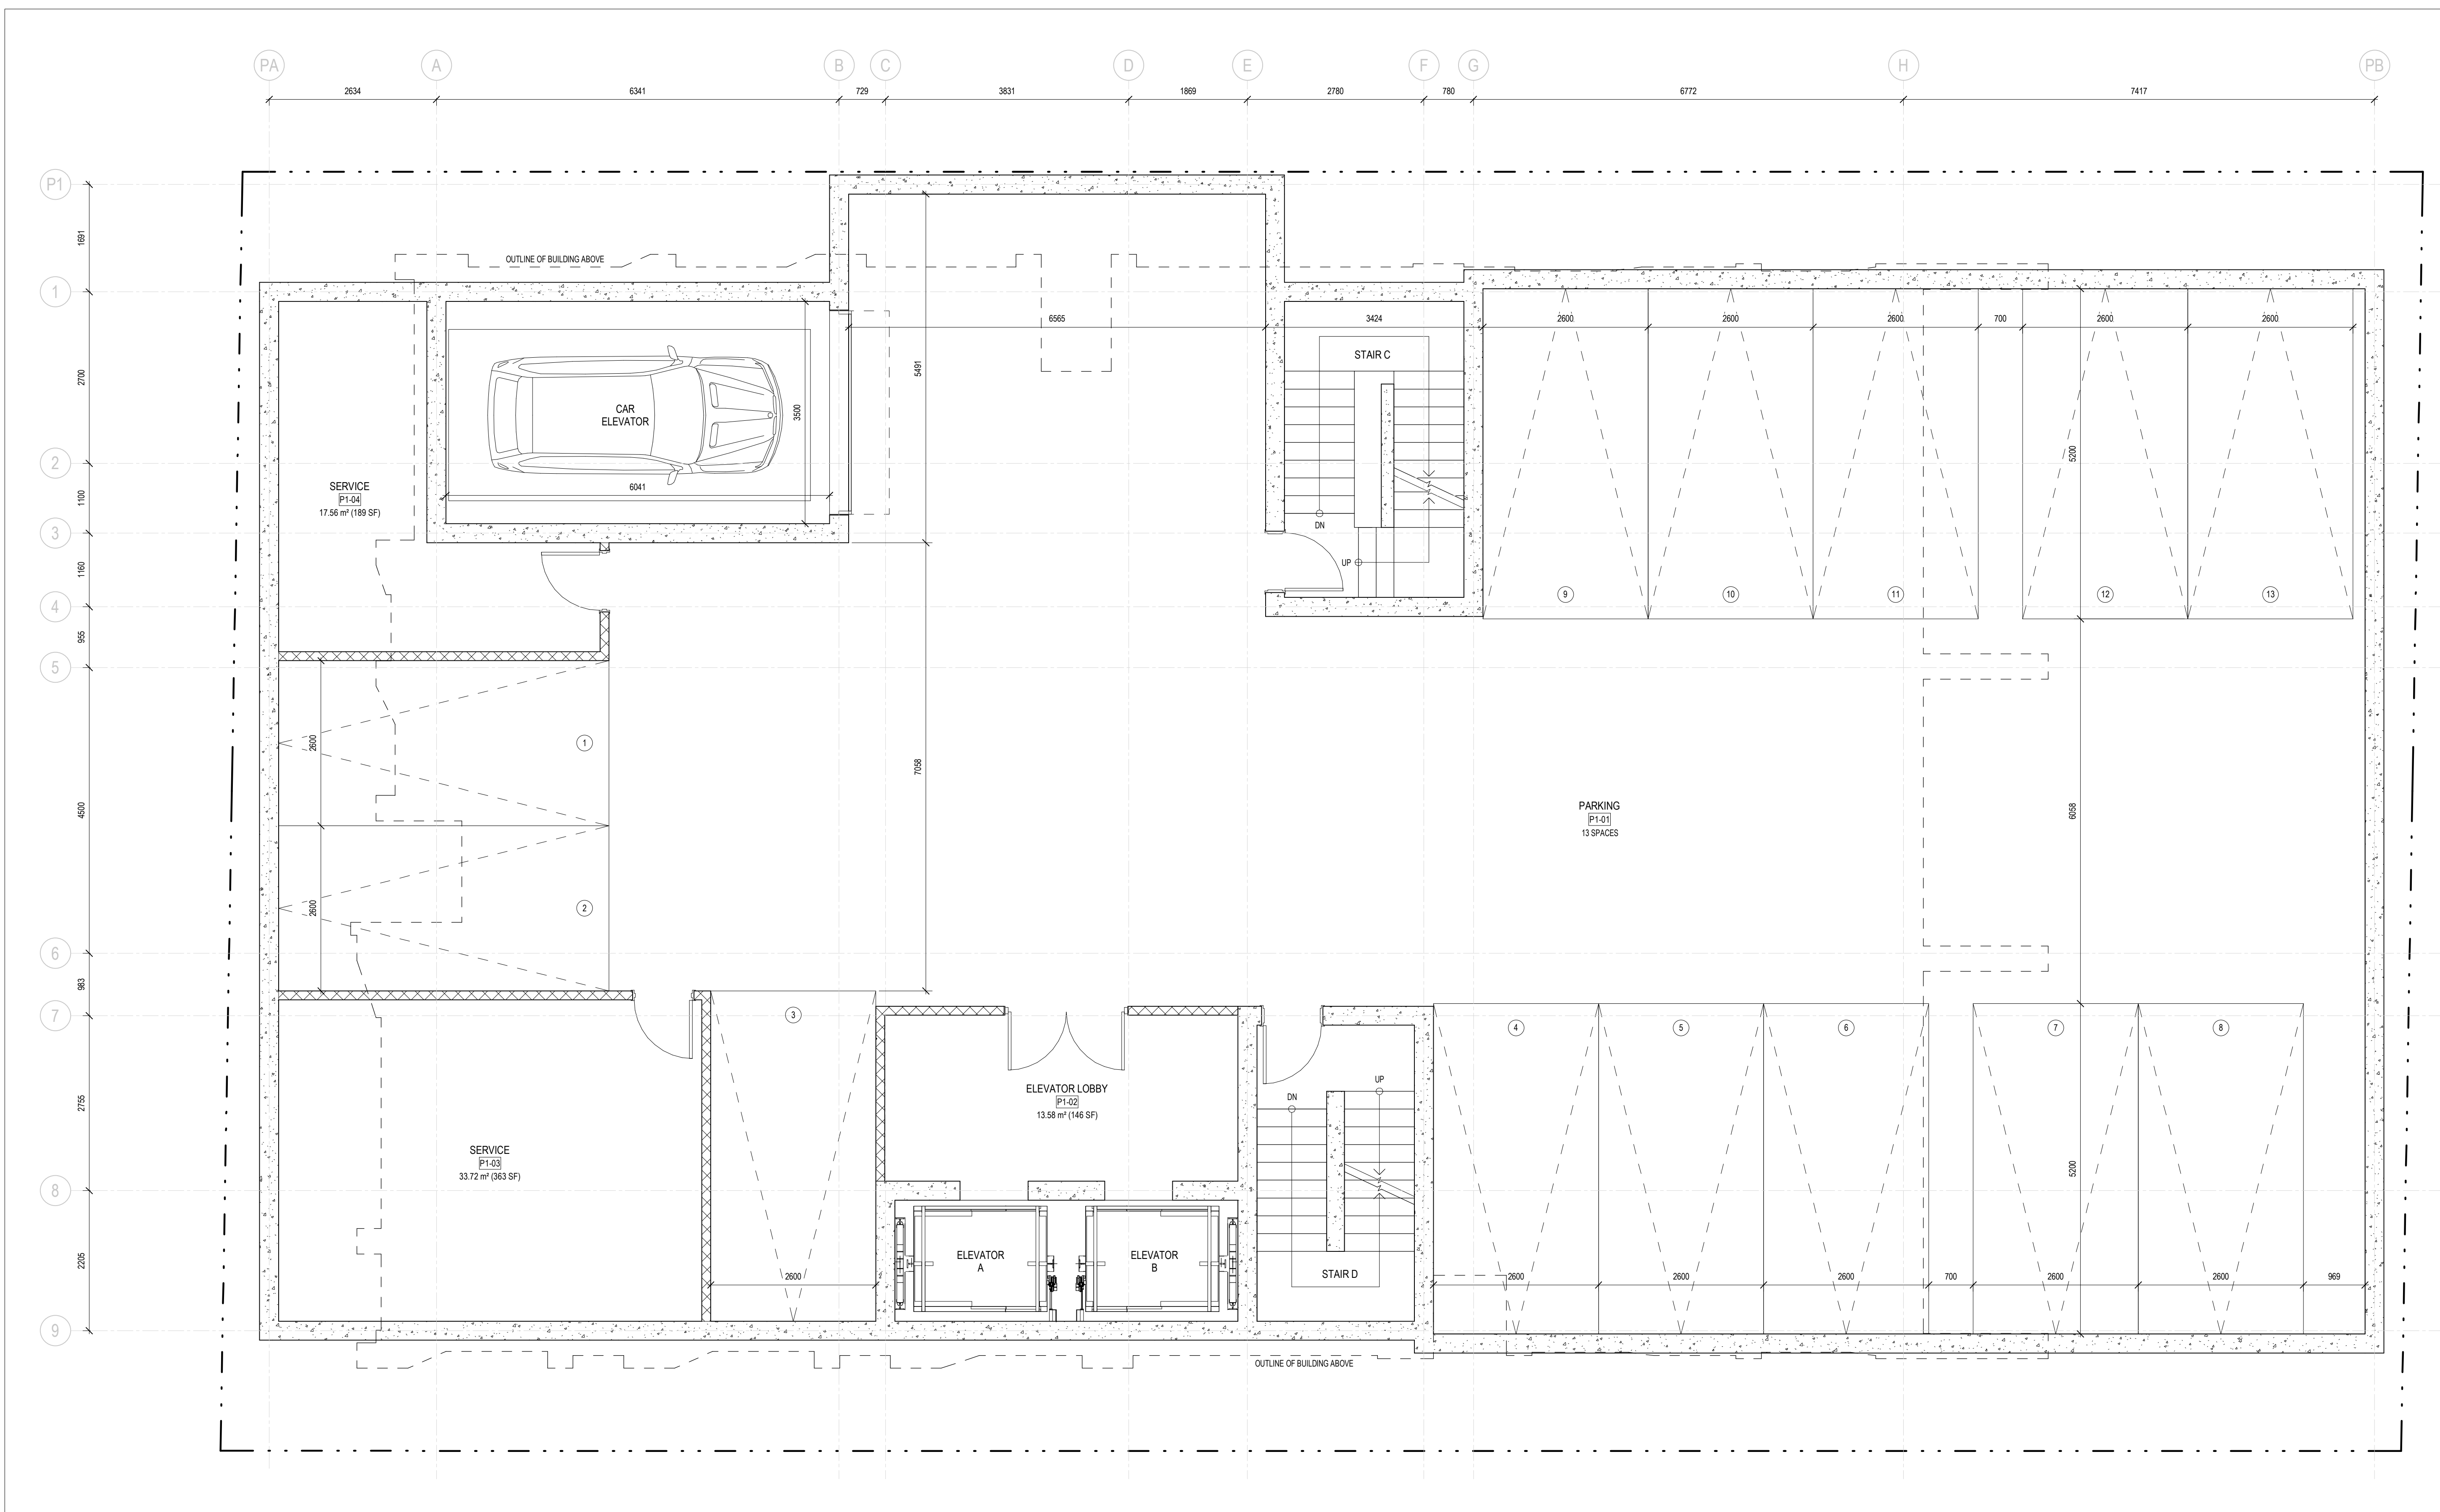 PA A B C D E F G H PB
2634 6341 729 3831 1869 2780 780 6772 7417
P1
1691
1
2700
2
1100
3
1160
4
955
5
4500
6
983
7
2755
8
2205
9
OUTLINE OF BUILDING ABOVE
CAR
ELEVATOR
3500
6041
SERVICE
P1-04
17.56 m² (189 SF)
5491
6565
3424
STAIR C
DN
UP
2600 2600 2600 700 2600 2600
5200
9 10 11 12 13
2600
1
2600
2
7058
PARKING
P1-01
13 SPACES
6058
3
2600
SERVICE
P1-03
33.72 m² (363 SF)
ELEVATOR LOBBY
P1-02
13.58 m² (146 SF)
ELEVATOR
A
ELEVATOR
B
UP
DN
STAIR D
4 5 6 7 8
5200
2600 2600 2600 700 2600 2600 969
OUTLINE OF BUILDING ABOVE